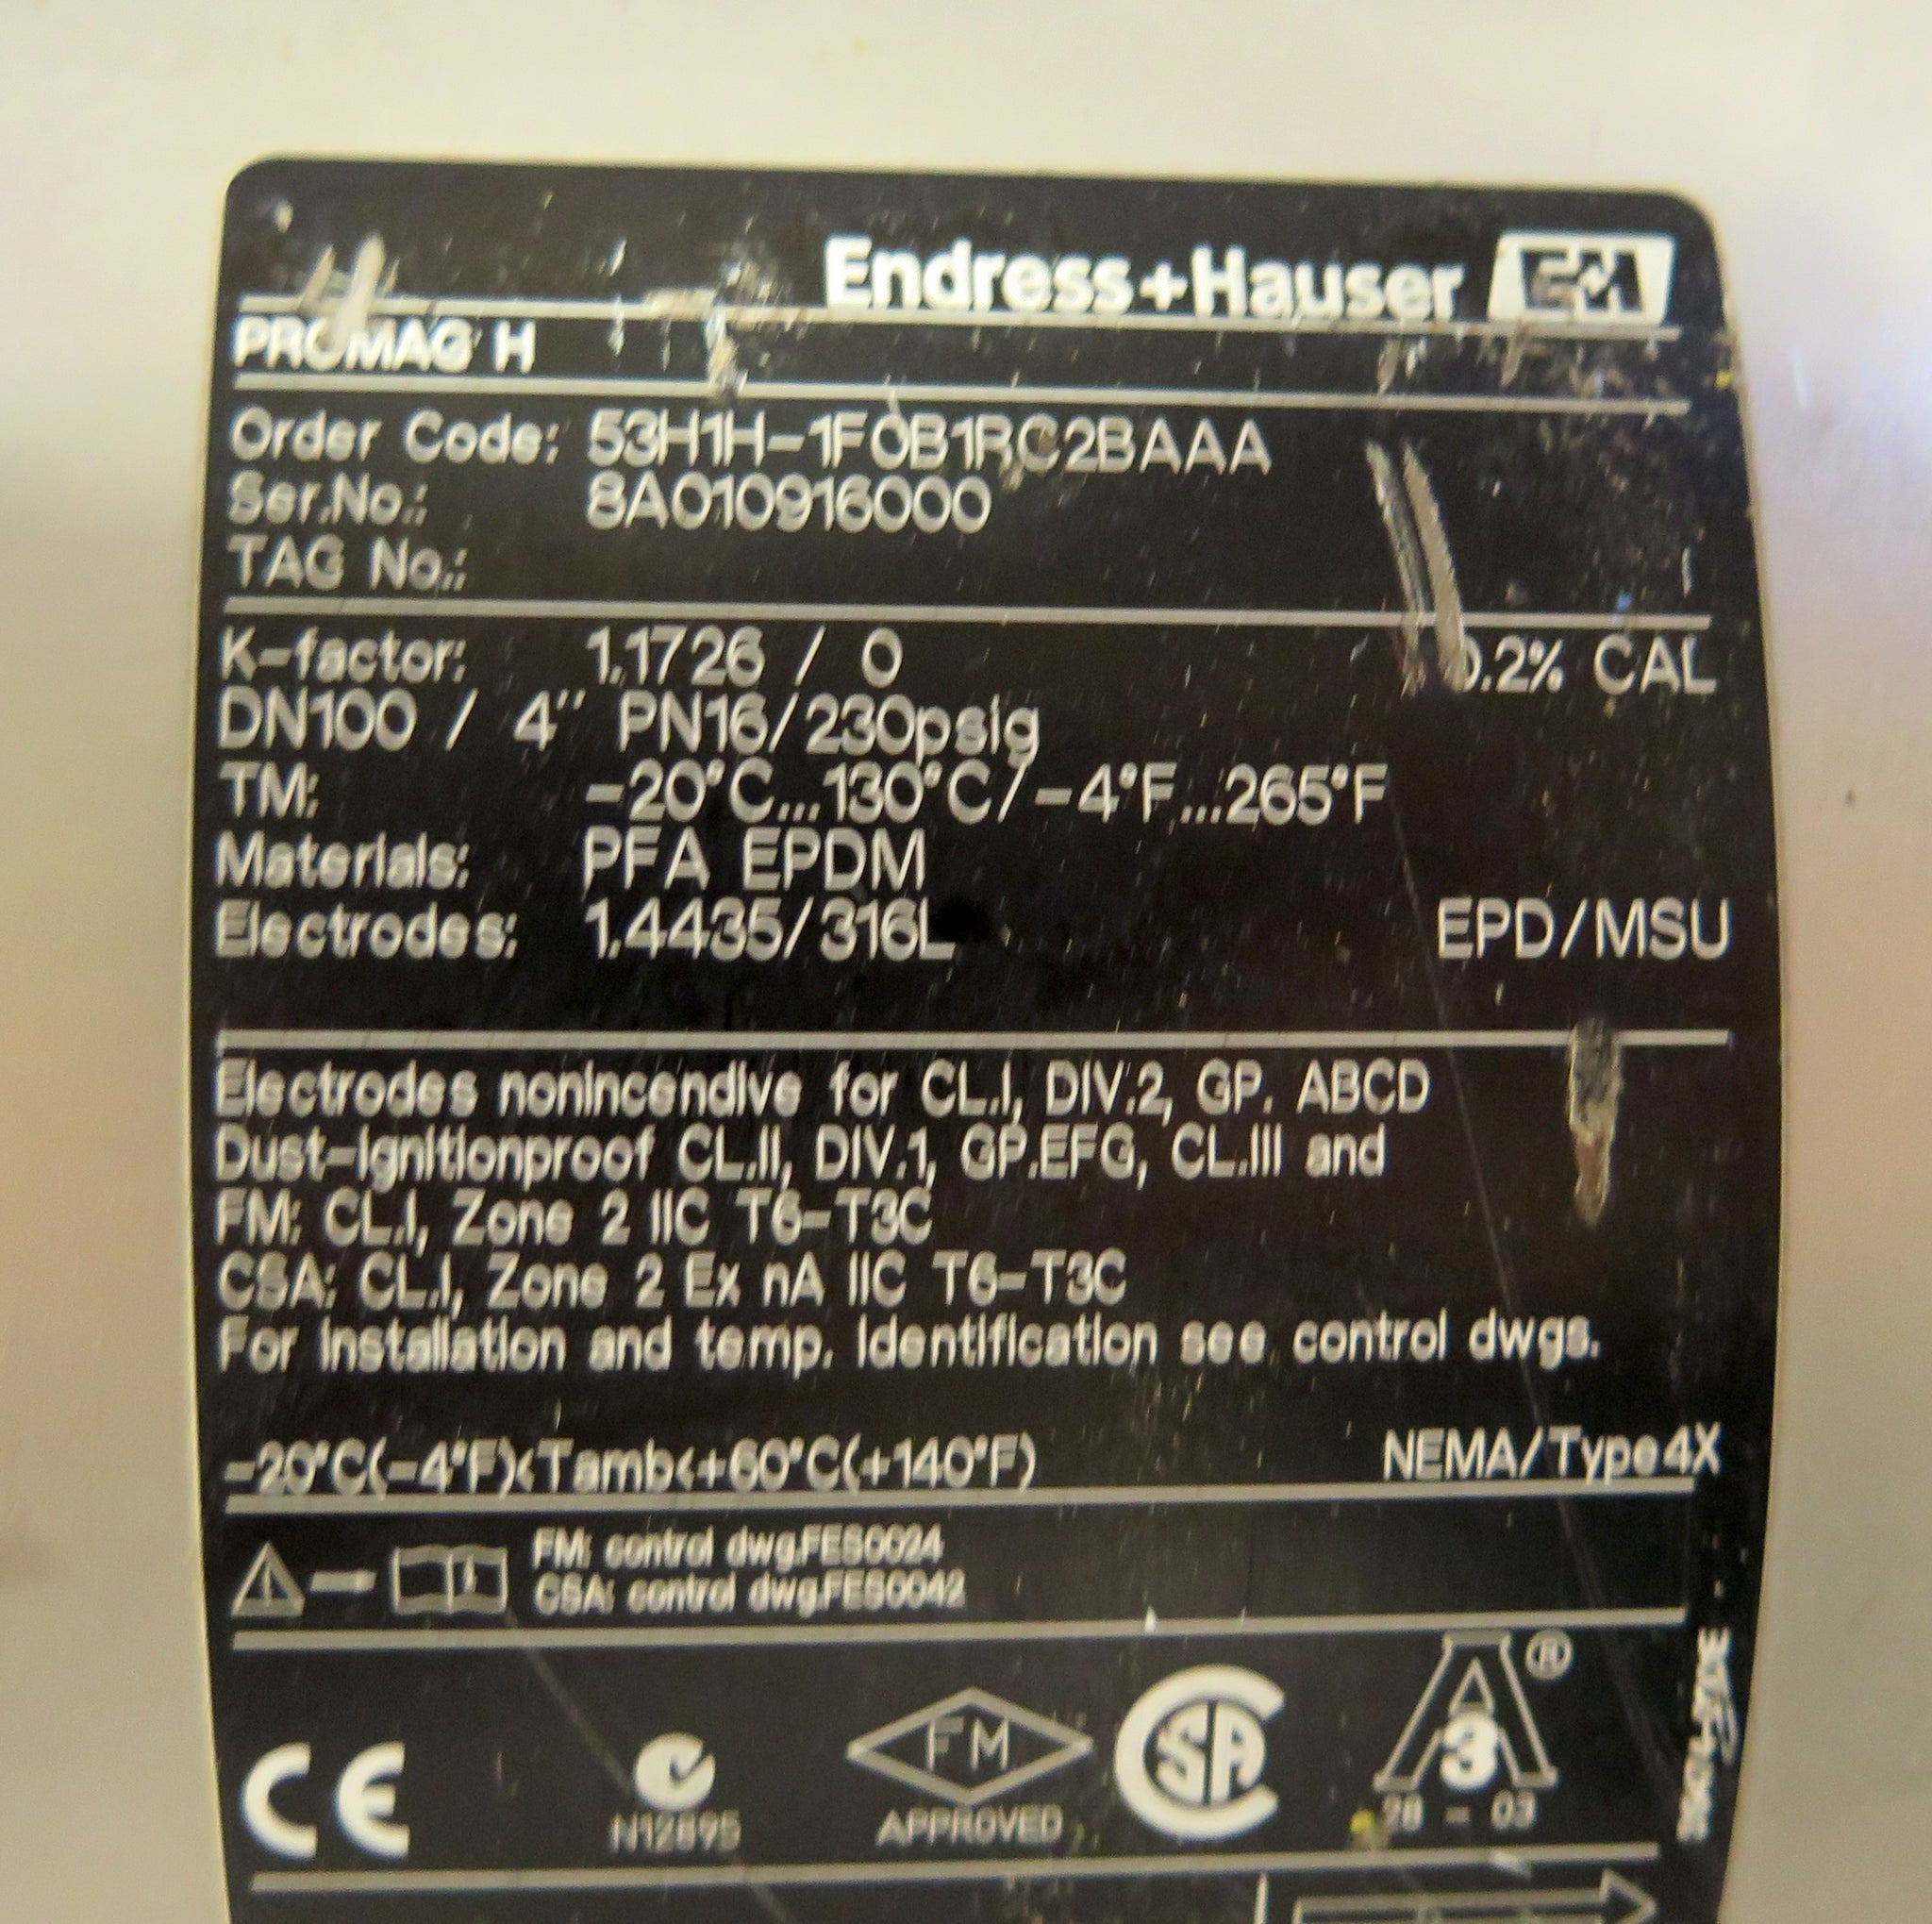 Endress+Hauser
PROMAG H
Order Code: 53H1H-1F0B1RC2BAAA
Ser.No.: 8A010916000
TAG No.:
K-factor: 1.1726 / 0 0.2% CAL
DN100 / 4" PN16/230psig
TM: -20°C...130°C/-4°F...265°F
Materials: PFA EPDM
Electrodes: 1.4435/316L EPD/MSU
Electrodes nonincendive for CL.I, DIV.2, GP. ABCD
Dust-ignitionproof CL.II, DIV.1, GP.EFG, CL.III and
FM: CL.I, Zone 2 IIC T6-T3C
CSA: CL.I, Zone 2 Ex nA IIC T6-T3C
For installation and temp. identification see control dwgs.
-20°C(-4°F)<Tamb<+60°C(+140°F) NEMA/Type4X
FM: control dwg.FES0024
CSA: control dwg.FES0042
CE
N12895
FM
APPROVED
CSA
A ®
3
28 - 03